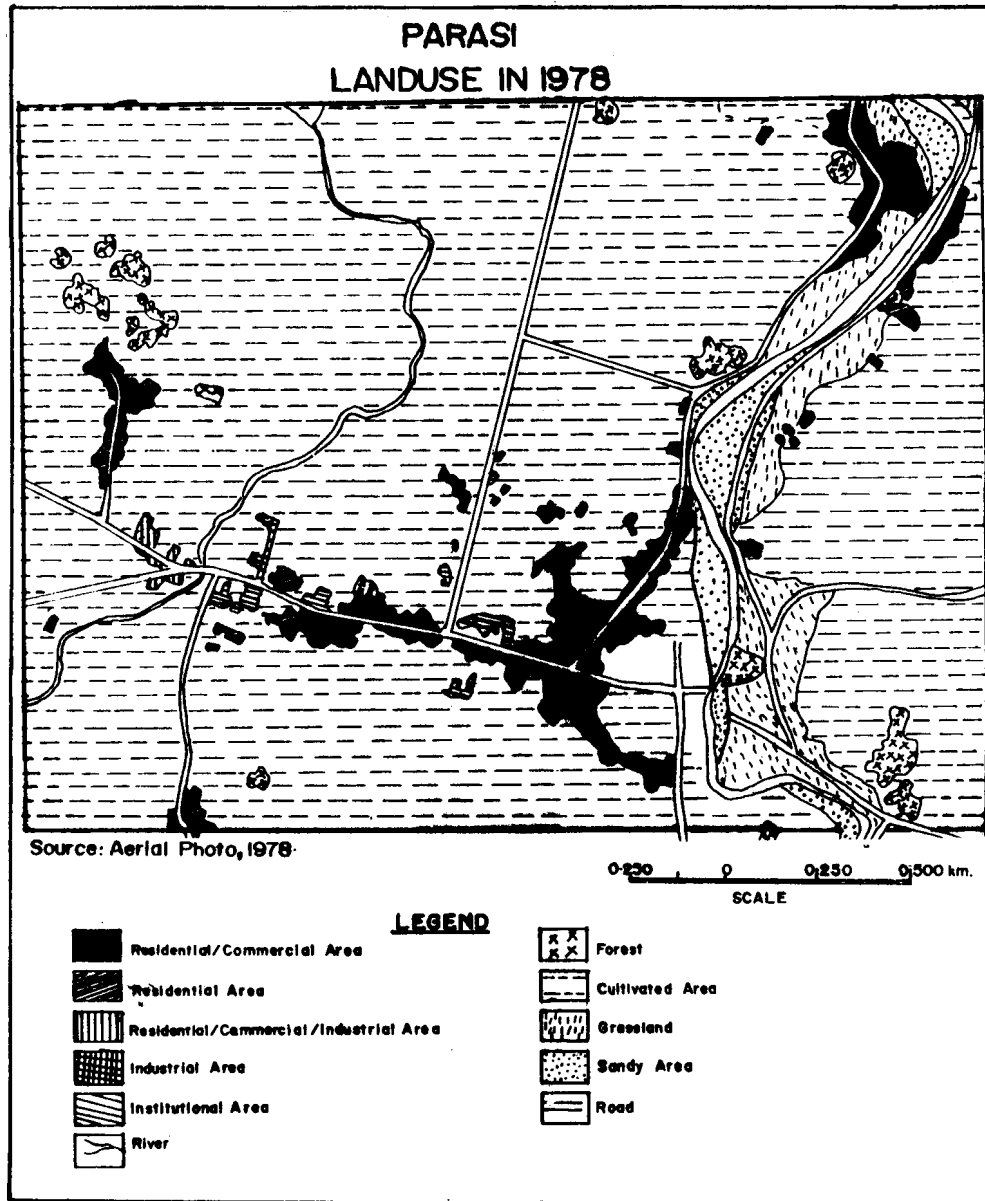 PARASI
LANDUSE IN 1978
Source: Aerial Photo, 1978.
0.250 0 0.250 0.500 km.
SCALE
LEGEND
Residential/Commercial Area
Residential Area
Residential/Commercial/Industrial Area
Industrial Area
Institutional Area
River
Forest
Cultivated Area
Grassland
Sandy Area
Road